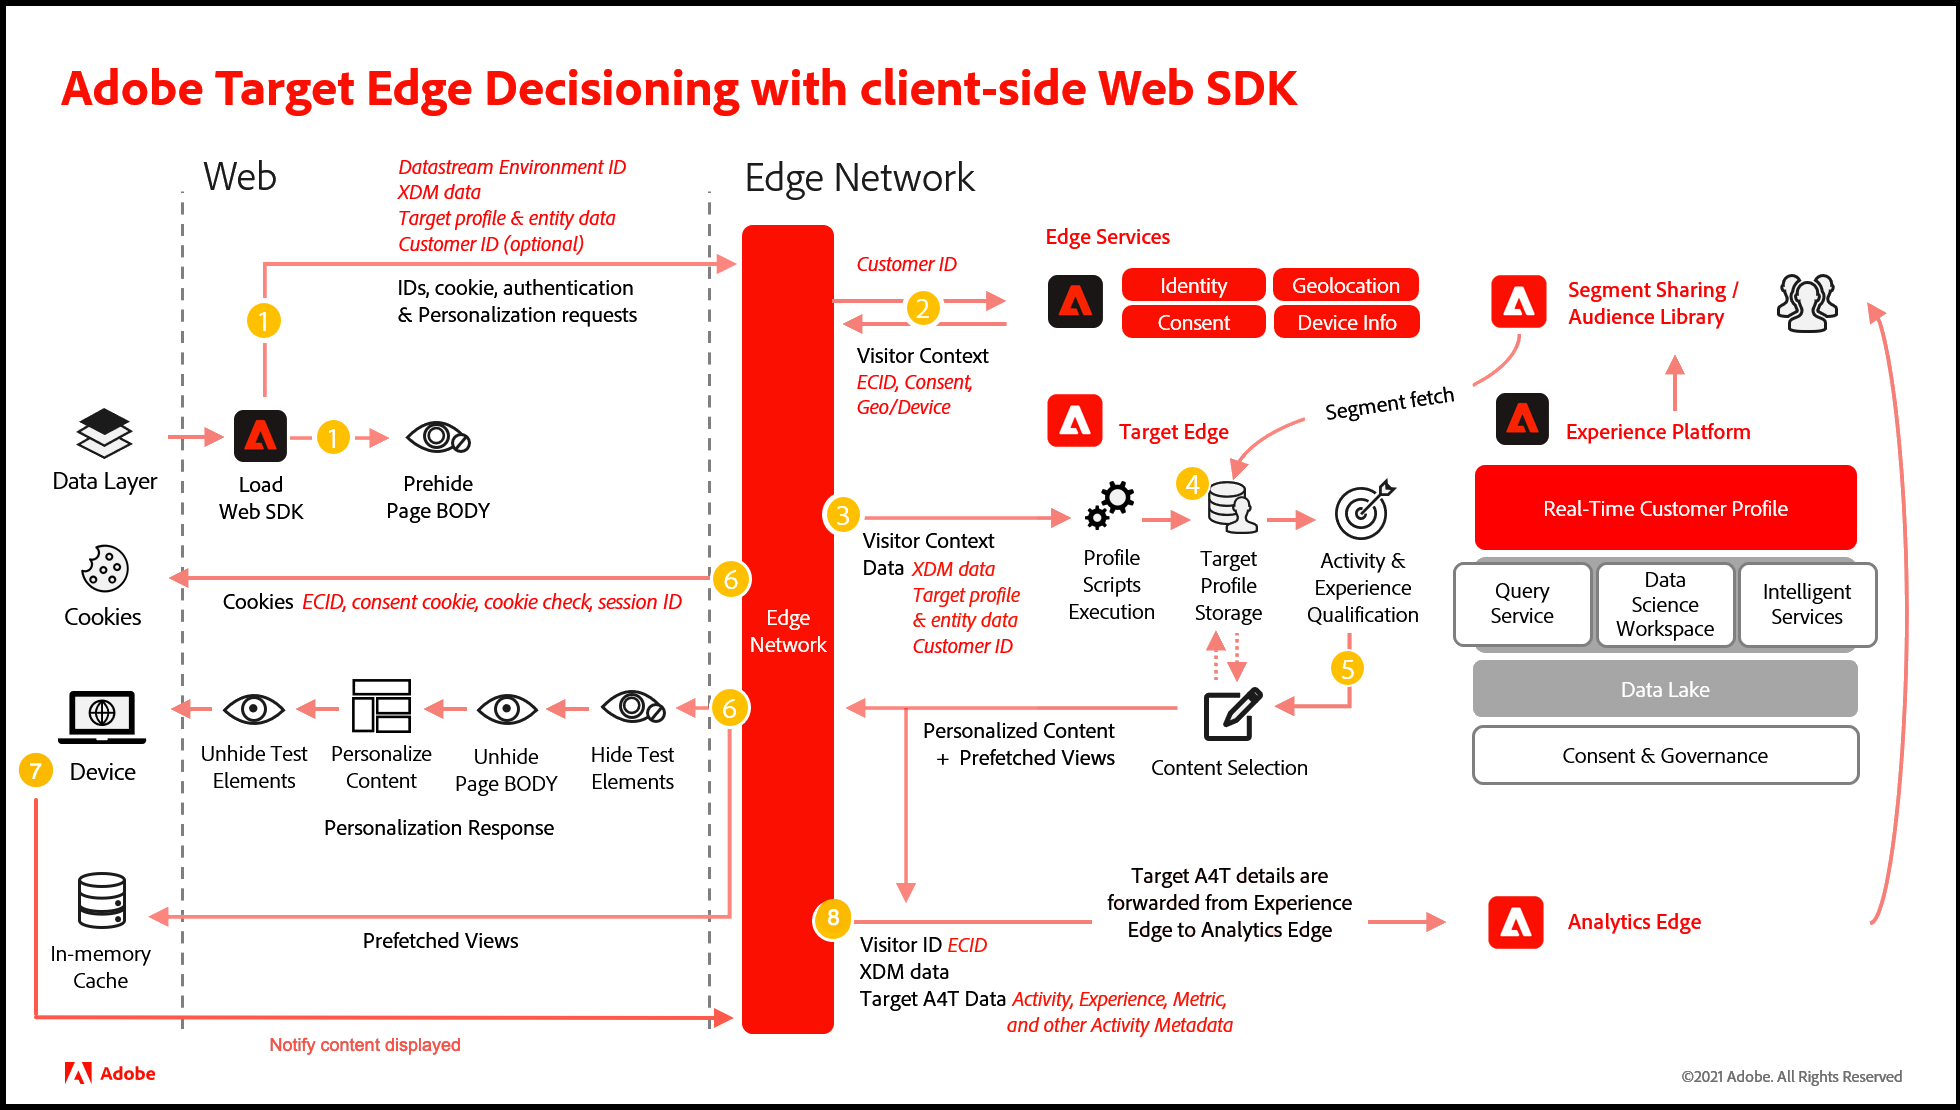 Adobe Target Edge Decisioning with client-side Web SDK
Web
Datastream Environment ID
XDM data
Target profile & entity data
Customer ID (optional)
IDs, cookie, authentication
& Personalization requests
1
Data Layer
Load
Web SDK
1
Prehide
Page BODY
Cookies
Cookies ECID, consent cookie, cookie check, session ID
6
Device
7
Unhide Test
Elements
Personalize
Content
Unhide
Page BODY
Hide Test
Elements
6
Personalization Response
In-memory
Cache
Prefetched Views
Notify content displayed
Edge Network
Edge
Network
Customer ID
2
Visitor Context
ECID, Consent,
Geo/Device
Edge Services
Identity
Geolocation
Consent
Device Info
Target Edge
Segment fetch
3
Visitor Context
Data XDM data
Target profile
& entity data
Customer ID
Profile
Scripts
Execution
4
Target
Profile
Storage
Activity &
Experience
Qualification
5
Content Selection
Personalized Content
+ Prefetched Views
8
Visitor ID ECID
XDM data
Target A4T Data Activity, Experience, Metric,
and other Activity Metadata
Target A4T details are
forwarded from Experience
Edge to Analytics Edge
Segment Sharing /
Audience Library
Experience Platform
Real-Time Customer Profile
Query
Service
Data
Science
Workspace
Intelligent
Services
Data Lake
Consent & Governance
Analytics Edge
Adobe
©2021 Adobe. All Rights Reserved